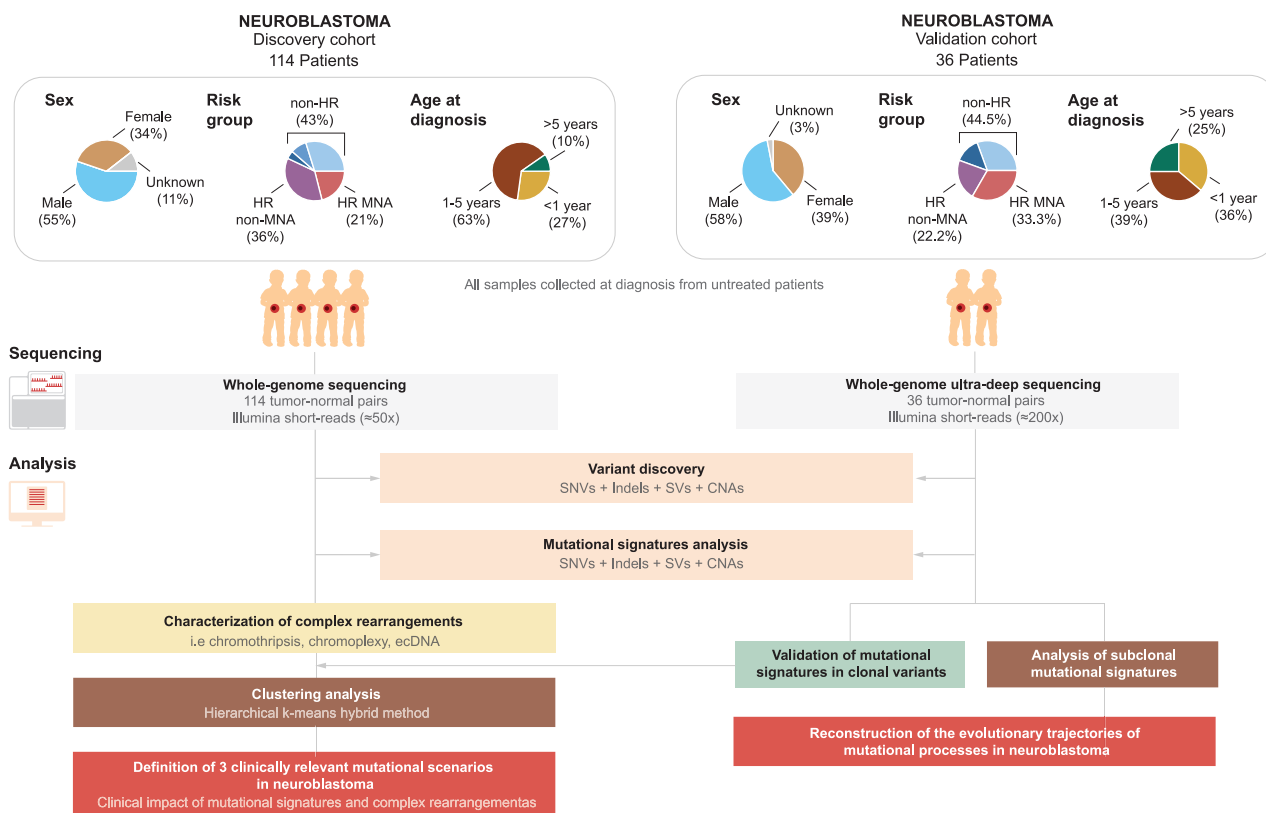 NEUROBLASTOMA
Discovery cohort
114 Patients
Sex
Female
(34%)
Unknown
(11%)
Male
(55%)
Risk
group
non-HR
(43%)
HR
non-MNA
(36%)
HR MNA
(21%)
Age at
diagnosis
>5 years
(10%)
1-5 years
(63%)
<1 year
(27%)
NEUROBLASTOMA
Validation cohort
36 Patients
Sex
Unknown
(3%)
Male
(58%)
Female
(39%)
Risk
group
non-HR
(44.5%)
HR
non-MNA
(22.2%)
HR MNA
(33.3%)
Age at
diagnosis
>5 years
(25%)
1-5 years
(39%)
<1 year
(36%)
All samples collected at diagnosis from untreated patients
Sequencing
Whole-genome sequencing
114 tumor-normal pairs
Illumina short-reads (≈50x)
Whole-genome ultra-deep sequencing
36 tumor-normal pairs
Illumina short-reads (≈200x)
Analysis
Variant discovery
SNVs + Indels + SVs + CNAs
Mutational signatures analysis
SNVs + Indels + SVs + CNAs
Characterization of complex rearrangements
i.e chromothripsis, chromoplexy, ecDNA
Validation of mutational
signatures in clonal variants
Analysis of subclonal
mutational signatures
Clustering analysis
Hierarchical k-means hybrid method
Reconstruction of the evolutionary trajectories of
mutational processes in neuroblastoma
Definition of 3 clinically relevant mutational scenarios
in neuroblastoma
Clinical impact of mutational signatures and complex rearrangementas